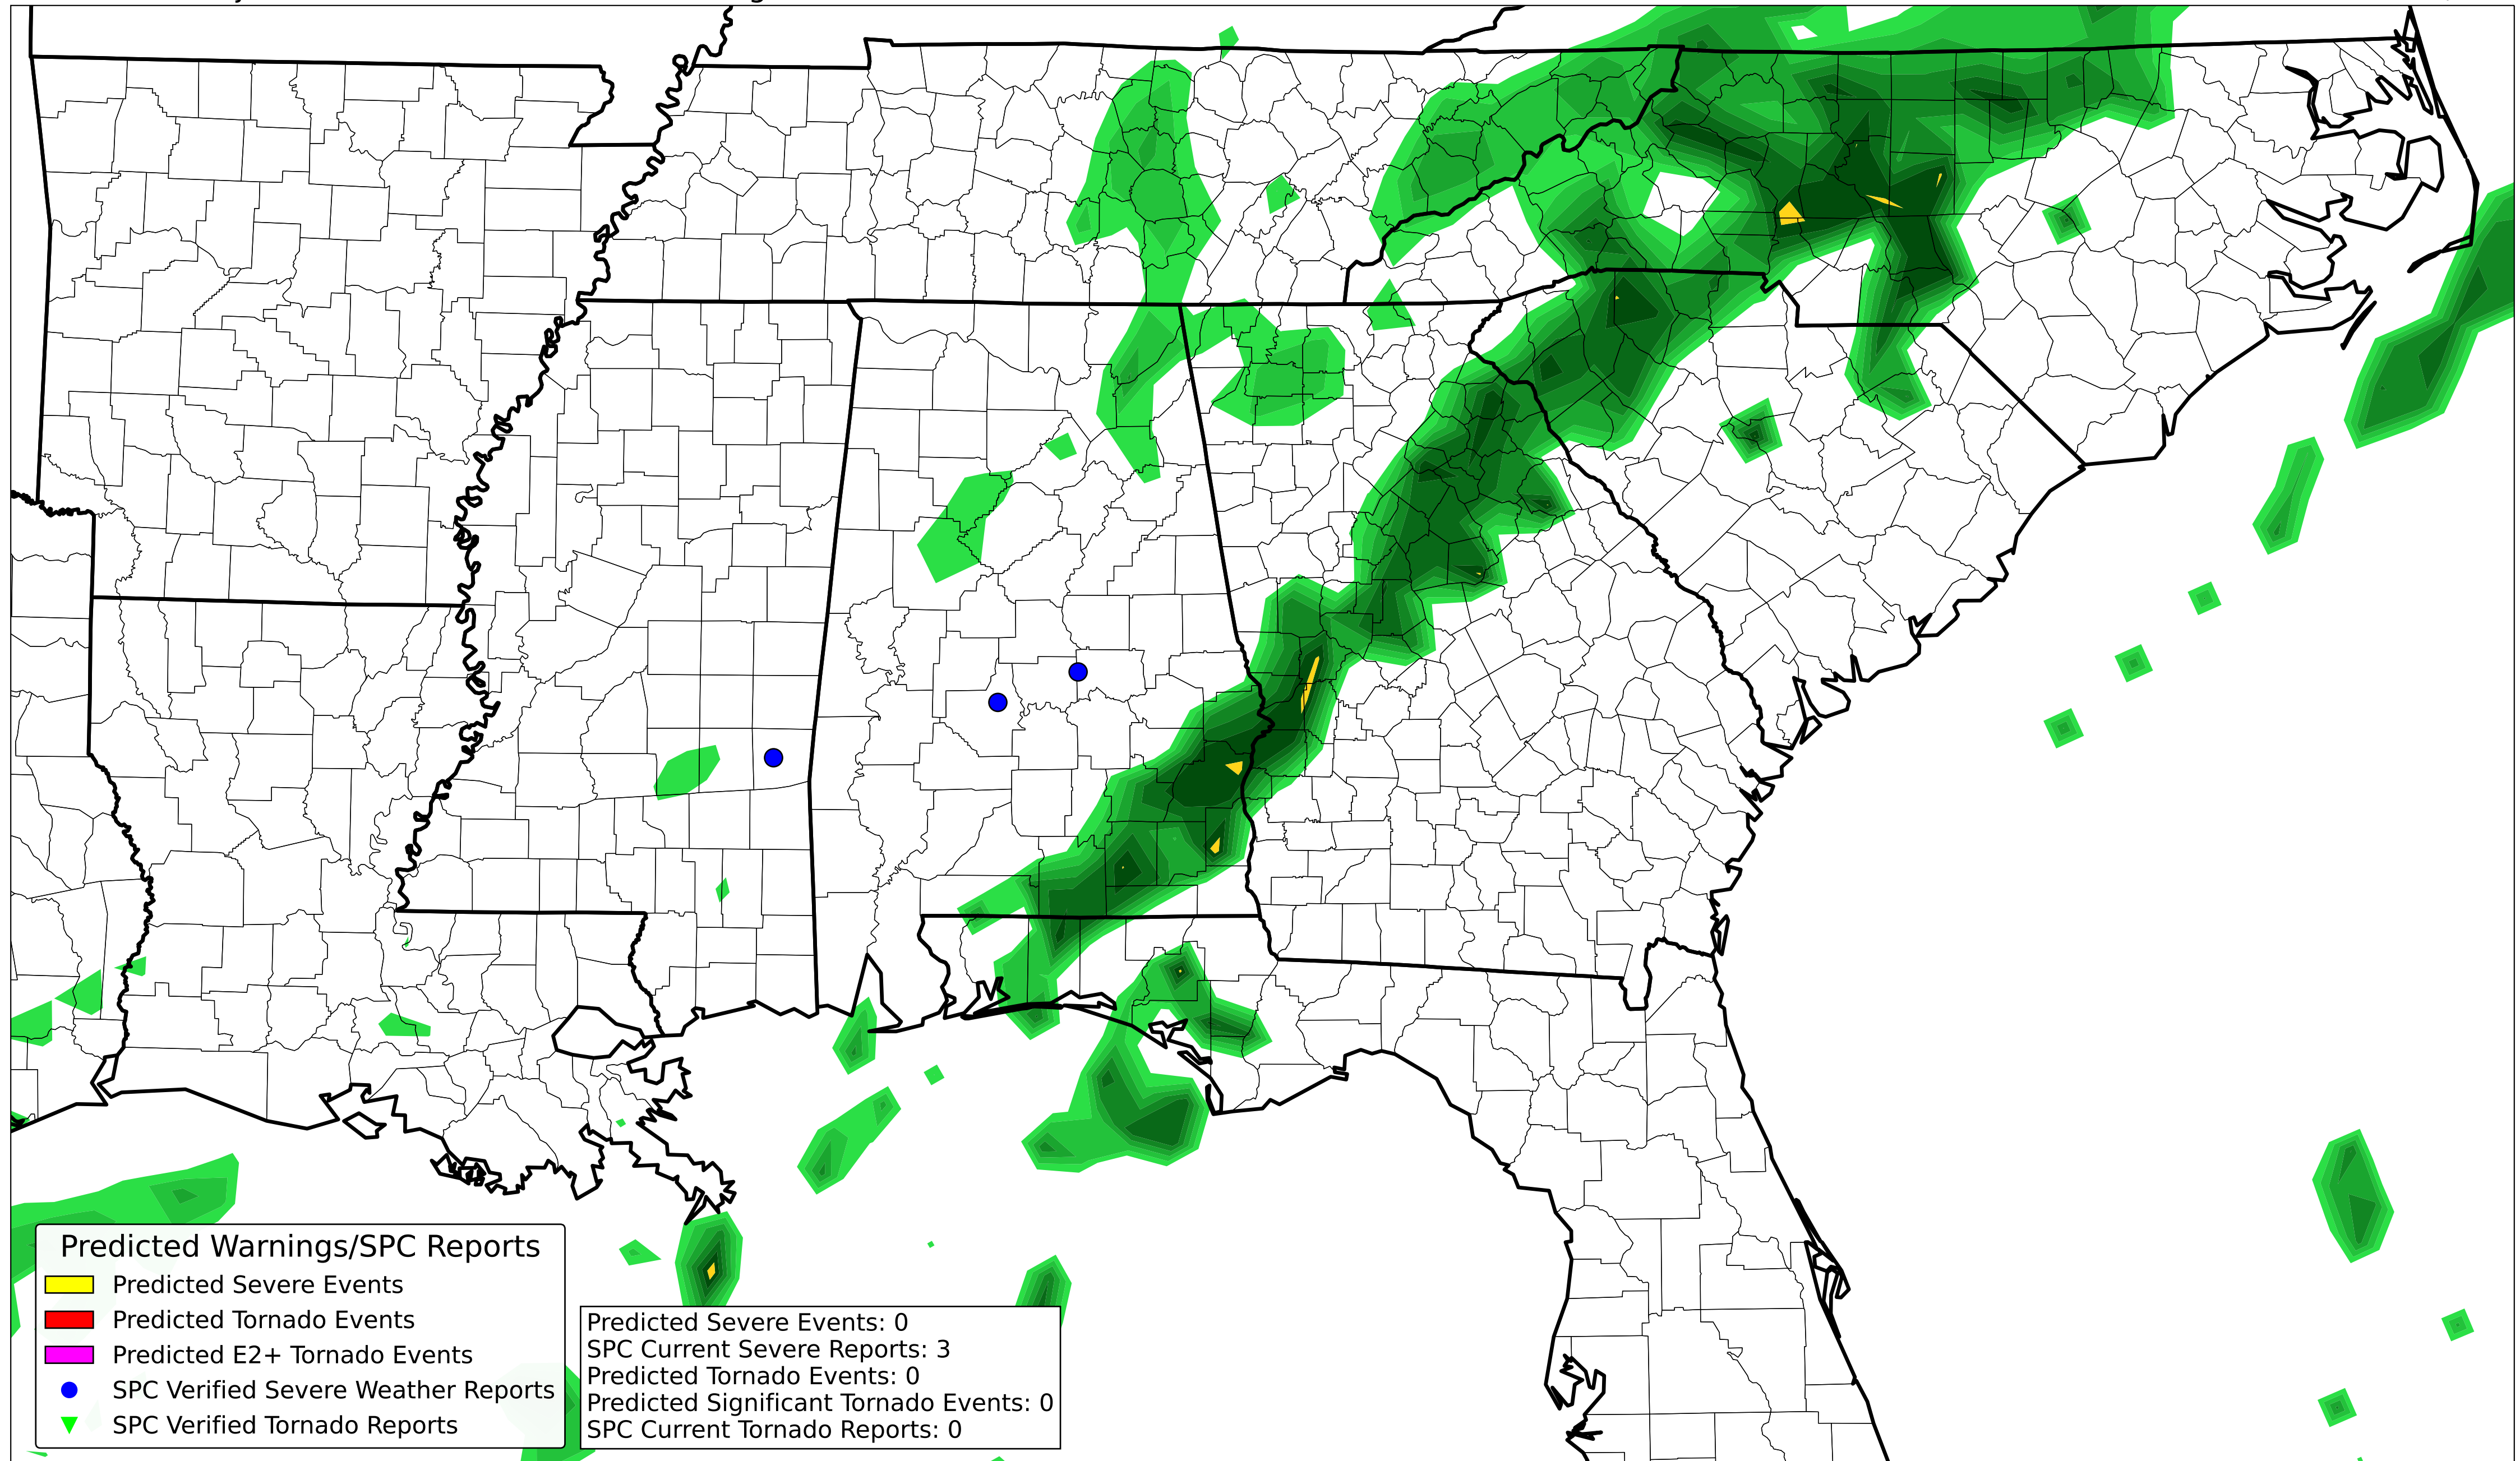 Predicted Warnings/SPC Reports
Predicted Severe Events
Predicted Tornado Events
Predicted E2+ Tornado Events
SPC Verified Severe Weather Reports
SPC Verified Tornado Reports
Predicted Severe Events: 0
SPC Current Severe Reports: 3
Predicted Tornado Events: 0
Predicted Significant Tornado Events: 0
SPC Current Tornado Reports: 0